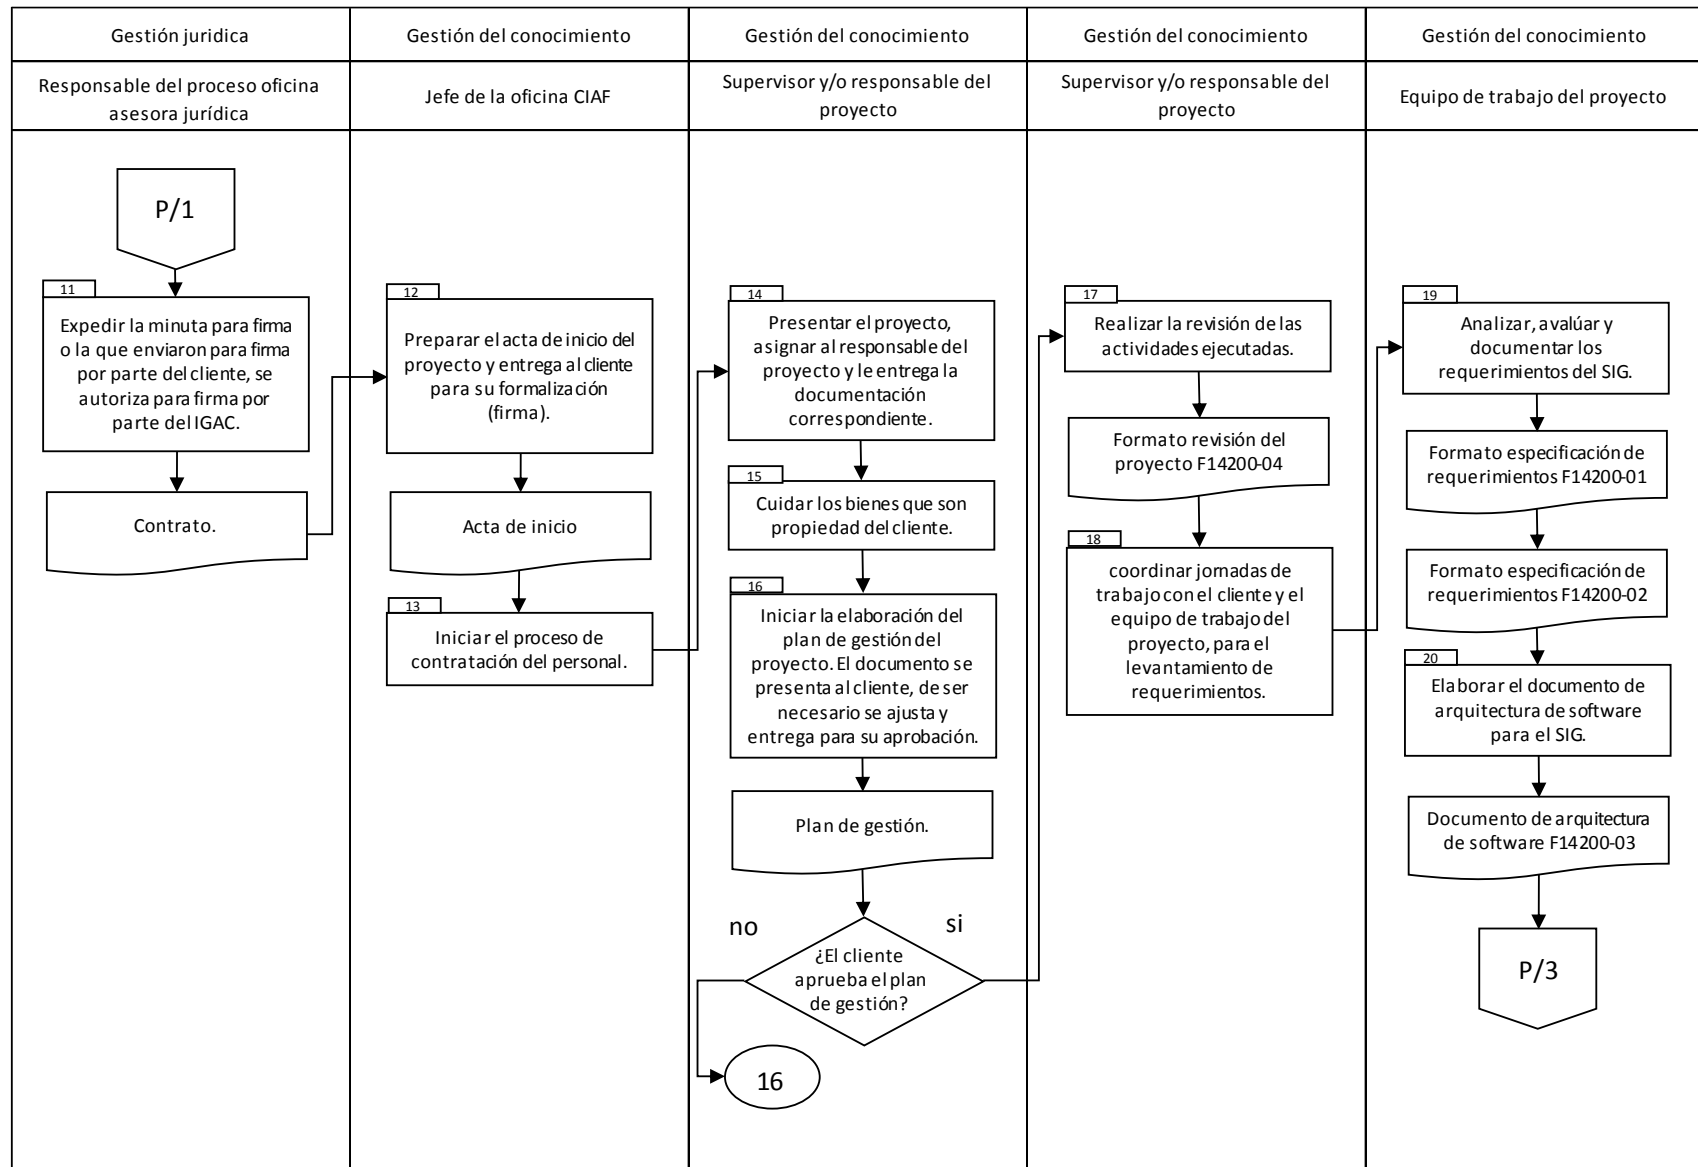 Gestión juridica
Responsable del proceso oficina
asesora jurídica
P/1
11
Expedir la minuta para firma
o la que enviaron para firma
por parte del cliente, se
autoriza para firma por
parte del IGAC.
Contrato.
Gestión del conocimiento
Jefe de la oficina CIAF
12
Preparar el acta de inicio del
proyecto y entrega al cliente
para su formalización
(firma).
Acta de inicio
13
Iniciar el proceso de
contratación del personal.
Gestión del conocimiento
Supervisor y/o responsable del
proyecto
14
Presentar el proyecto,
asignar al responsable del
proyecto y le entrega la
documentación
correspondiente.
15
Cuidar los bienes que son
propiedad del cliente.
16
Iniciar la elaboración del
plan de gestión del
proyecto. El documento se
presenta al cliente, de ser
necesario se ajusta y
entrega para su aprobación.
Plan de gestión.
no
si
¿El cliente
aprueba el plan
de gestión?
16
Gestión del conocimiento
Supervisor y/o responsable del
proyecto
17
Realizar la revisión de las
actividades ejecutadas.
Formato revisión del
proyecto F14200-04
18
coordinar jornadas de
trabajo con el cliente y el
equipo de trabajo del
proyecto, para el
levantamiento de
requerimientos.
Gestión del conocimiento
Equipo de trabajo del proyecto
19
Analizar, avalúar y
documentar los
requerimientos del SIG.
Formato especificación de
requerimientos F14200-01
Formato especificación de
requerimientos F14200-02
20
Elaborar el documento de
arquitectura de software
para el SIG.
Documento de arquitectura
de software F14200-03
P/3